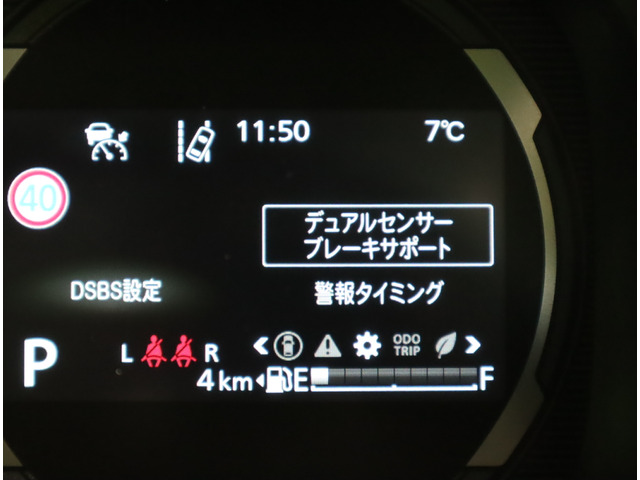 11:50 7℃
40
デュアルセンサー
ブレーキサポート
DSBS設定 警報タイミング
ODO
TRIP
P L R
4km E F